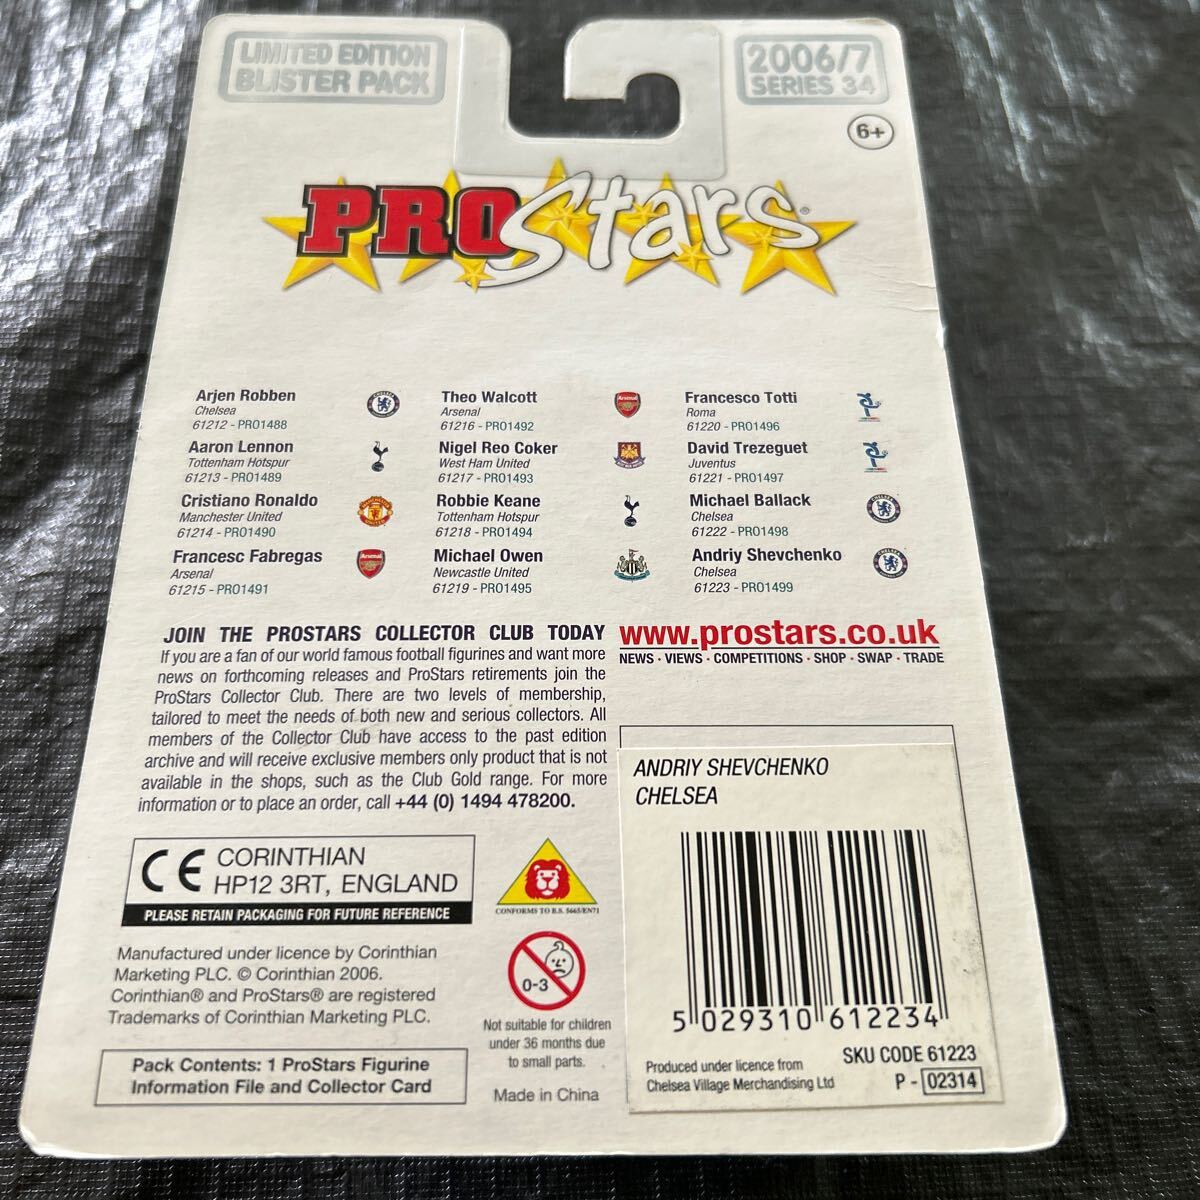 LIMITED EDITION
BLISTER PACK
2006/7
SERIES 34
6+
PROStars®
Arjen Robben
Chelsea
61212 - PRO1488
Aaron Lennon
Tottenham Hotspur
61213 - PRO1489
Cristiano Ronaldo
Manchester United
61214 - PRO1490
Francesc Fabregas
Arsenal
61215 - PRO1491
Theo Walcott
Arsenal
61216 - PRO1492
Nigel Reo Coker
West Ham United
61217 - PRO1493
Robbie Keane
Tottenham Hotspur
61218 - PRO1494
Michael Owen
Newcastle United
61219 - PRO1495
Francesco Totti
Roma
61220 - PRO1496
David Trezeguet
Juventus
61221 - PRO1497
Michael Ballack
Chelsea
61222 - PRO1498
Andriy Shevchenko
Chelsea
61223 - PRO1499
JOIN THE PROSTARS COLLECTOR CLUB TODAY
If you are a fan of our world famous football figurines and want more
news on forthcoming releases and ProStars retirements join the
ProStars Collector Club. There are two levels of membership,
tailored to meet the needs of both new and serious collectors. All
members of the Collector Club have access to the past edition
archive and will receive exclusive members only product that is not
available in the shops, such as the Club Gold range. For more
information or to place an order, call +44 (0) 1494 478200.
www.prostars.co.uk
NEWS · VIEWS · COMPETITIONS · SHOP · SWAP · TRADE
ANDRIY SHEVCHENKO
CHELSEA
5 029310 612234
SKU CODE 61223
P - 02314
Produced under licence from
Chelsea Village Merchandising Ltd
CE CORINTHIAN
HP12 3RT, ENGLAND
PLEASE RETAIN PACKAGING FOR FUTURE REFERENCE
Manufactured under licence by Corinthian
Marketing PLC. © Corinthian 2006.
Corinthian® and ProStars® are registered
Trademarks of Corinthian Marketing PLC.
Pack Contents: 1 ProStars Figurine
Information File and Collector Card
CONFORMS TO B.S. 5665/EN71
0-3
Not suitable for children
under 36 months due
to small parts.
Made in China